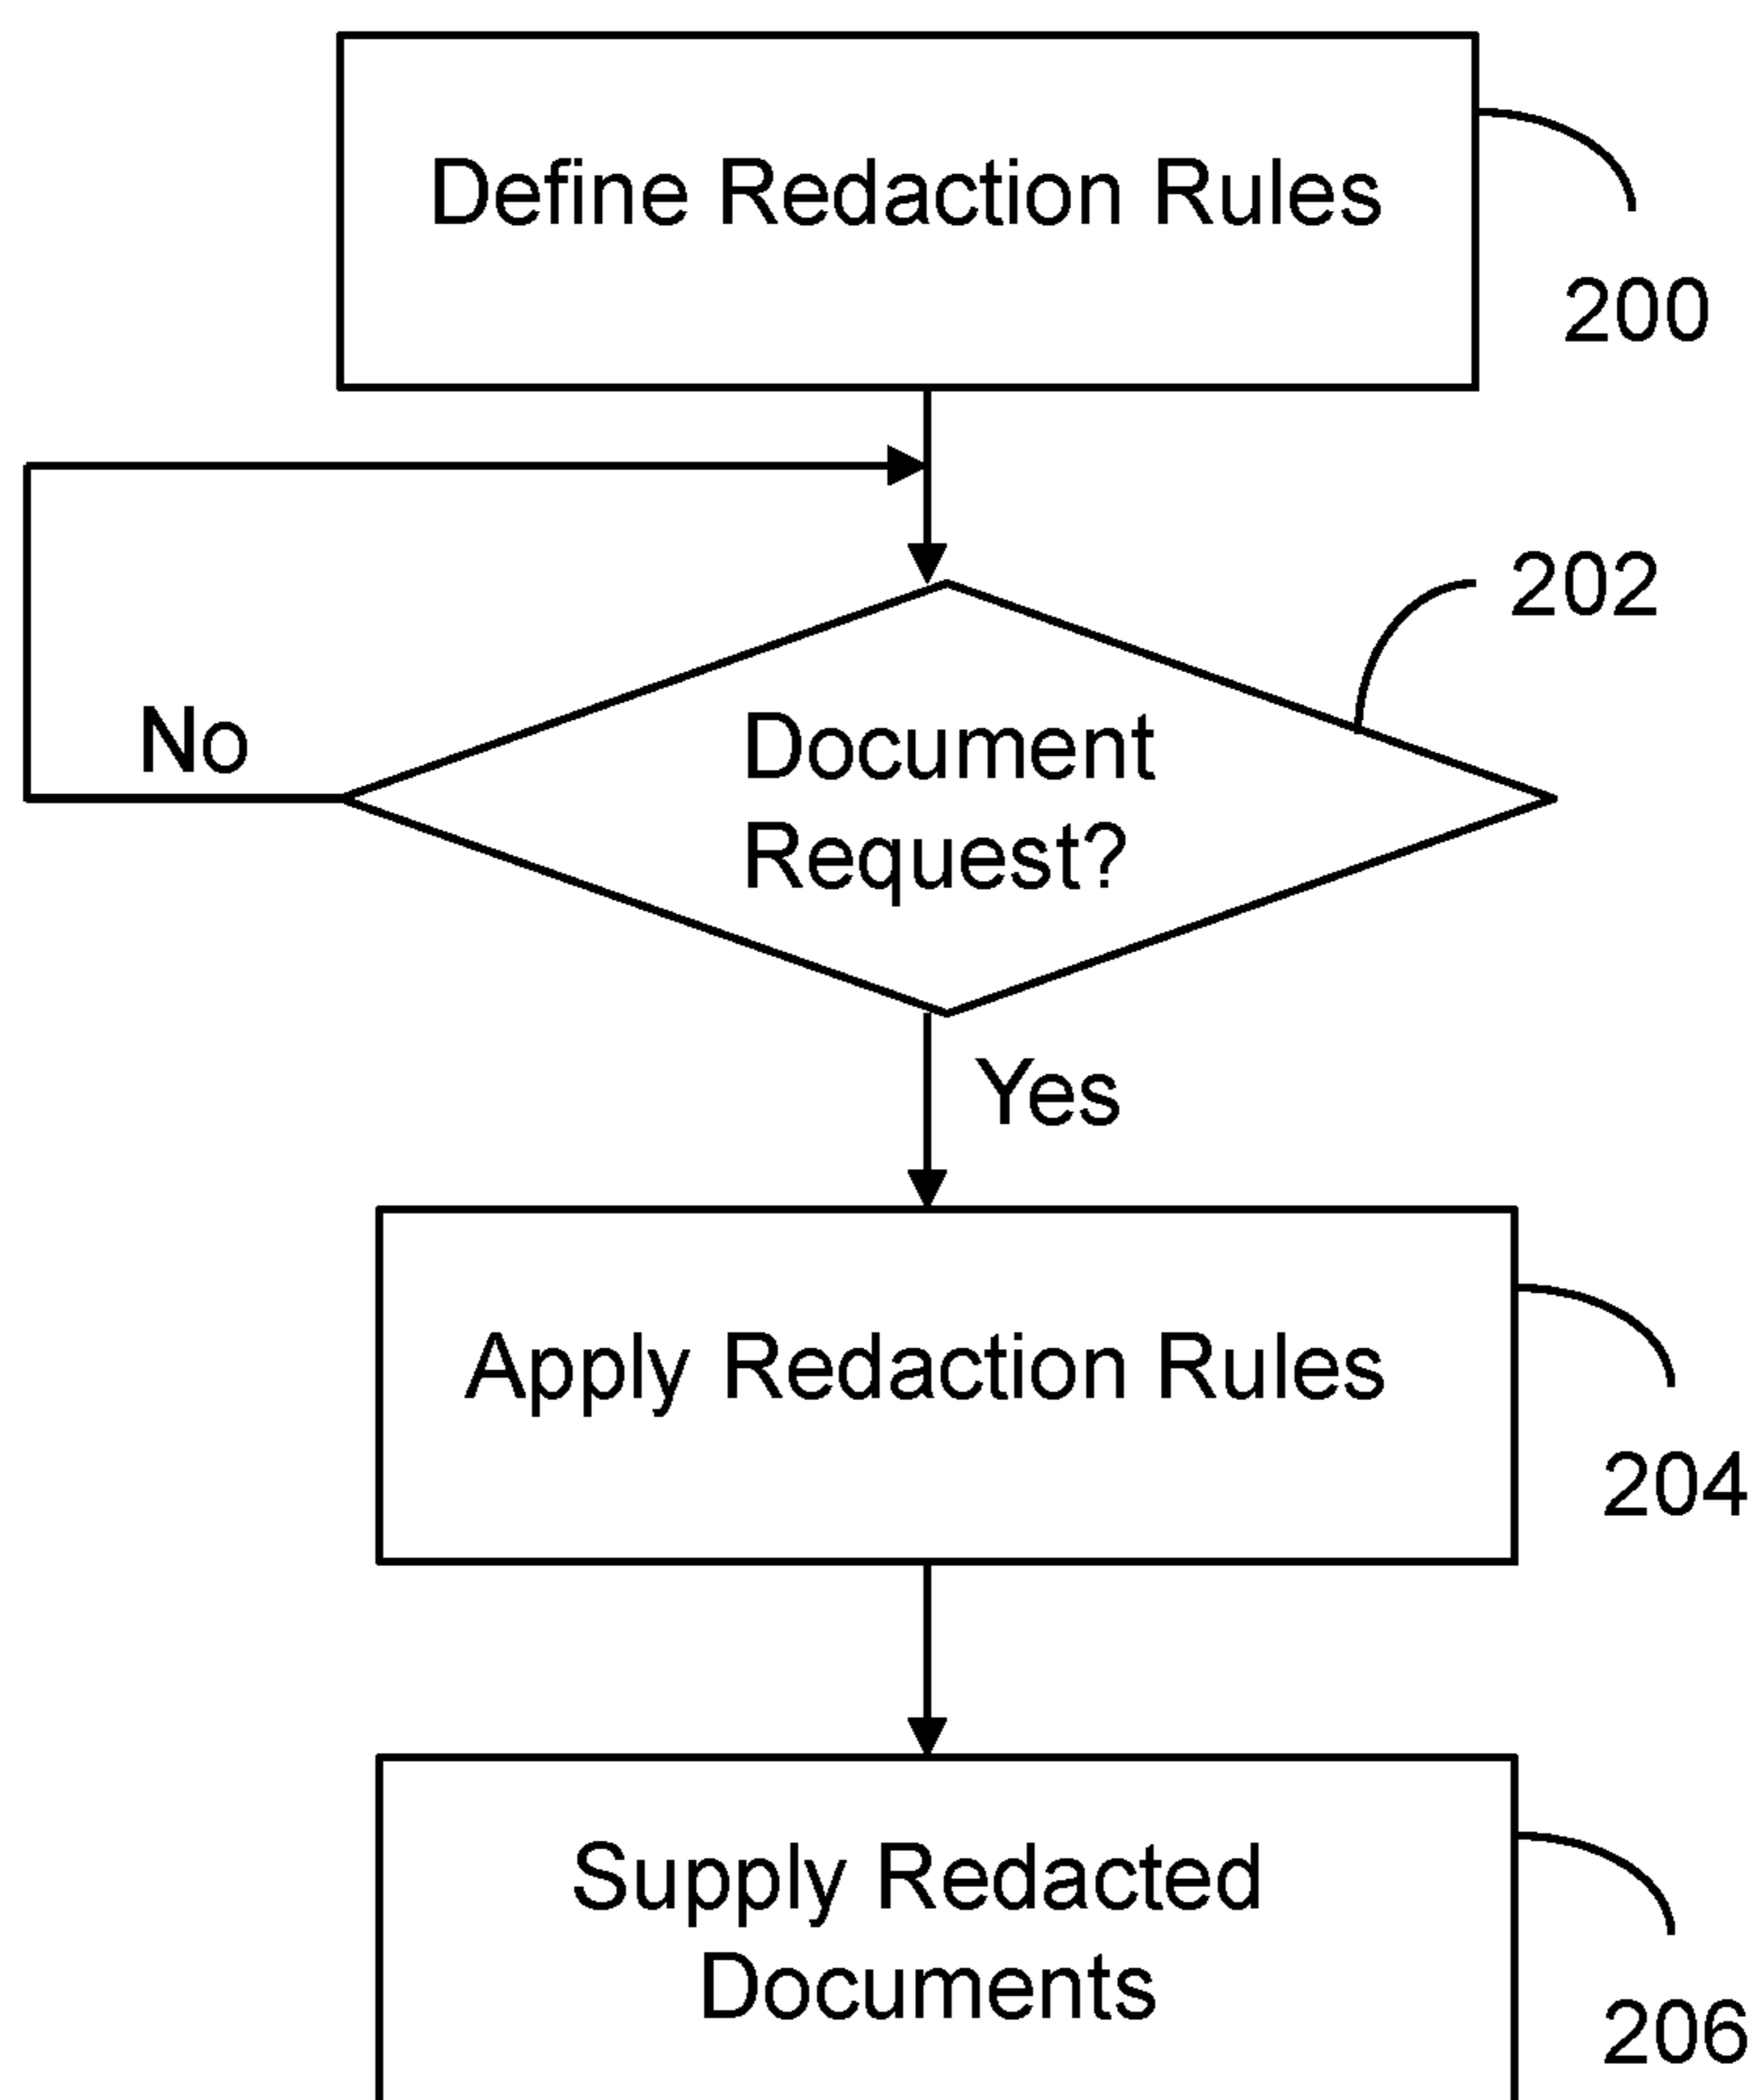 Define Redaction Rules
200
202
No
Document
Request?
Yes
Apply Redaction Rules
204
Supply Redacted
Documents
206